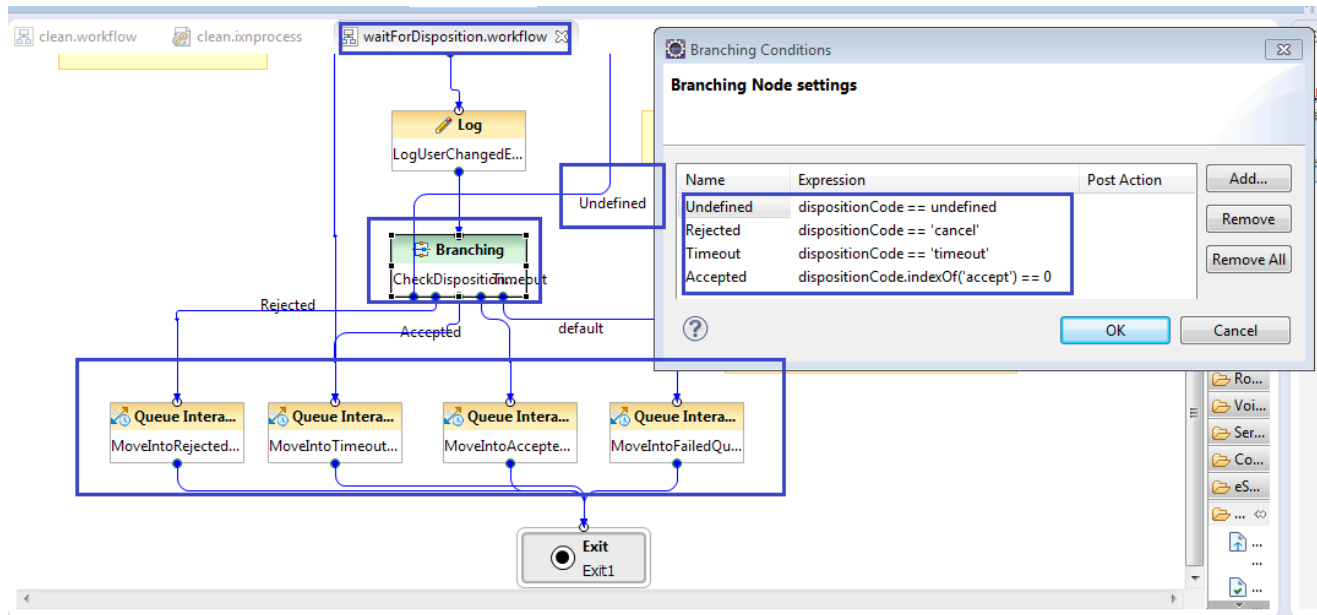 clean.workflow
clean.ixnprocess
waitForDisposition.workflow
Log
LogUserChangedE...
Undefined
Branching
Timeout
Rejected
Accepted
default
Queue Intera...
MoveIntoRejected...
Queue Intera...
MoveIntoTimeout...
Queue Intera...
MoveIntoAccepte...
Queue Intera...
MoveIntoFailedQu...
Exit
Exit1
Branching Conditions
Branching Node settings
Name Expression Post Action
Undefined dispositionCode == undefined
Rejected dispositionCode == 'cancel'
Timeout dispositionCode == 'timeout'
Accepted dispositionCode.indexOf('accept') == 0
Add...
Remove
Remove All
OK
Cancel
Ro...
Voi...
Ser...
Co...
eS...
...
...
...
...